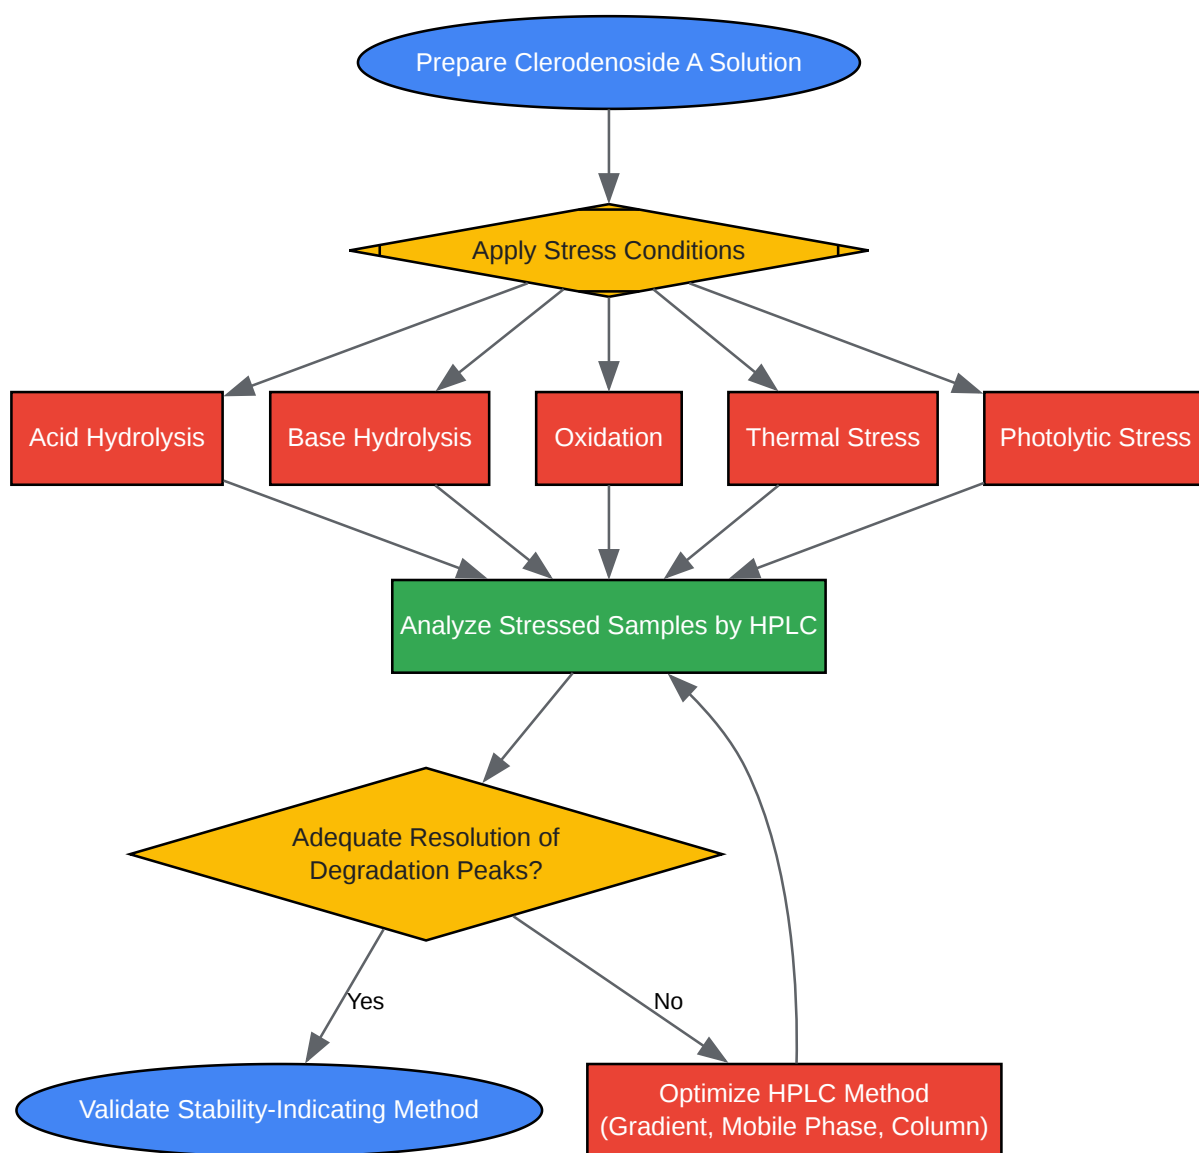 Prepare Clerodenoside A Solution
Apply Stress Conditions
Acid Hydrolysis
Base Hydrolysis
Oxidation
Thermal Stress
Photolytic Stress
Analyze Stressed Samples by HPLC
Adequate Resolution of
Degradation Peaks?
Yes
No
Validate Stability-Indicating Method
Optimize HPLC Method
(Gradient, Mobile Phase, Column)